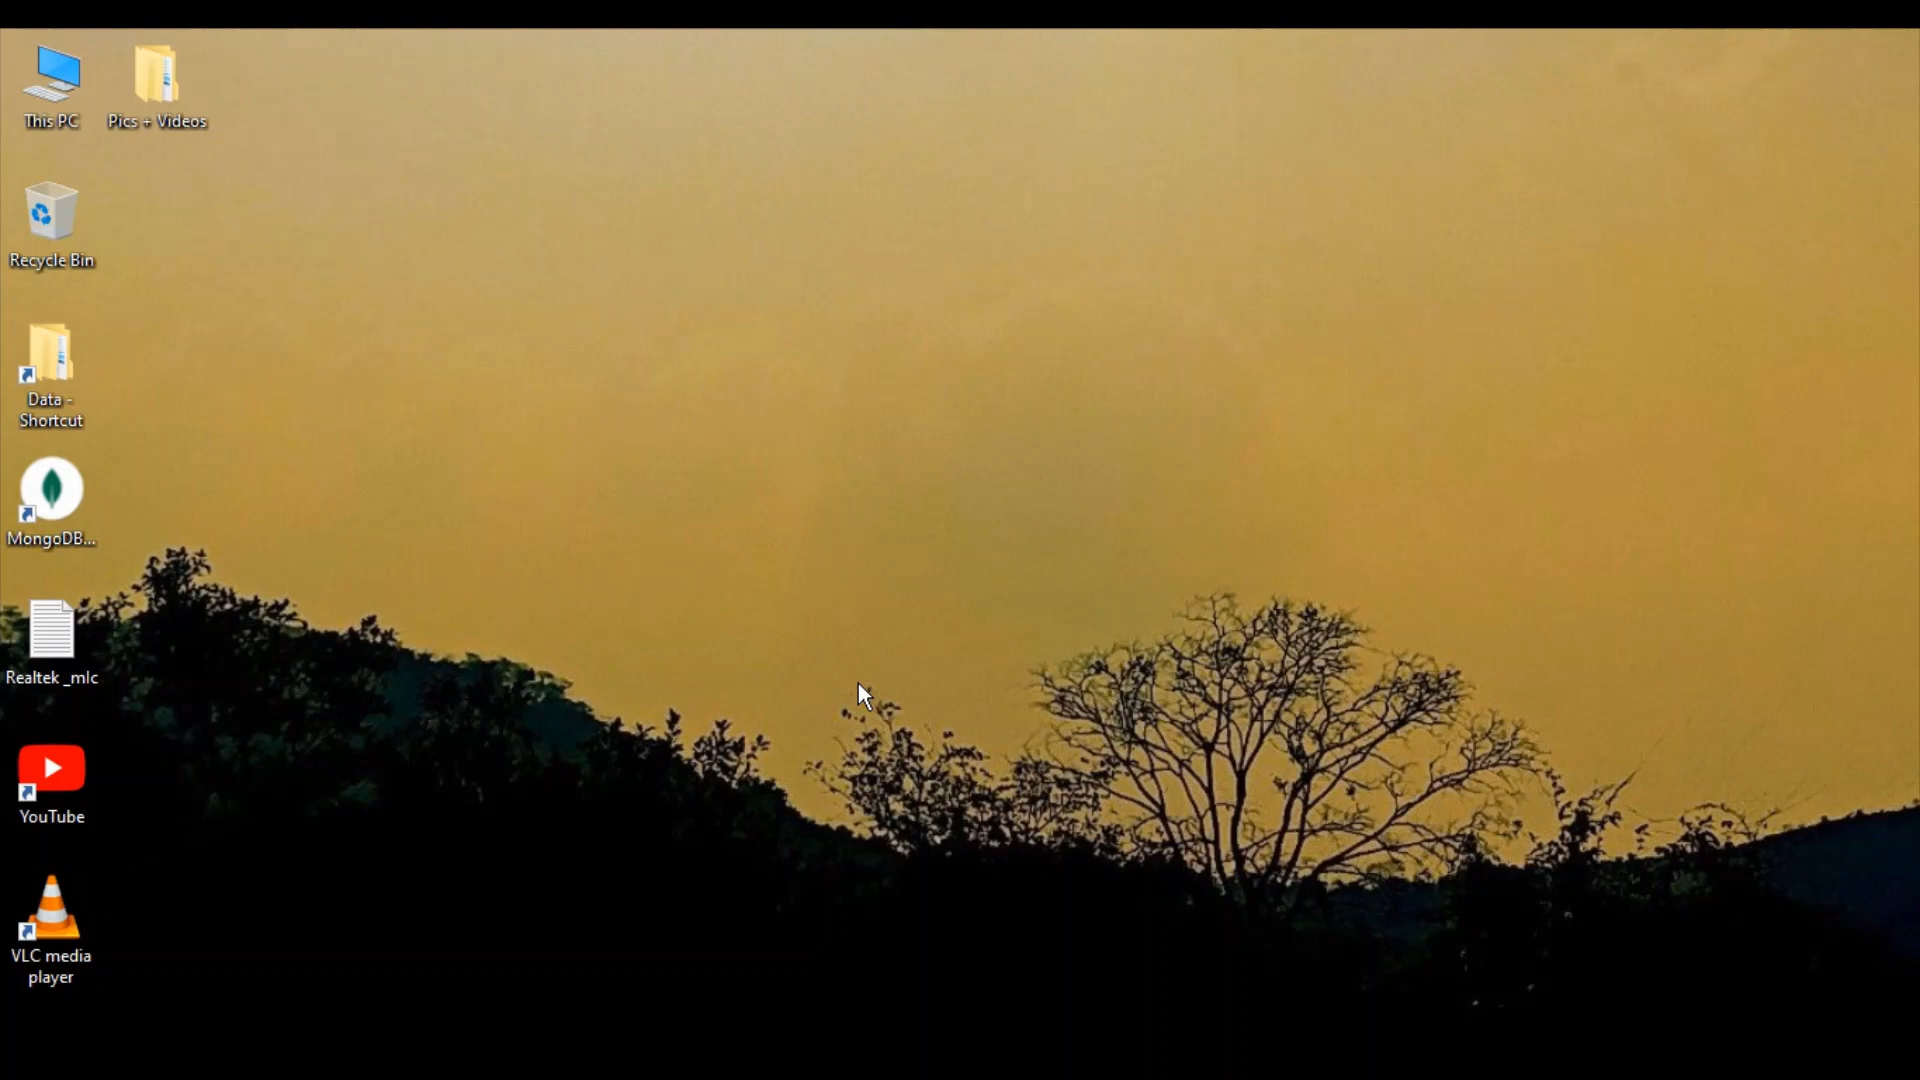 This PC
Pics + Videos
Recycle Bin
Data -
Shortcut
MongoDB...
Realtek _mlc
YouTube
VLC media
player